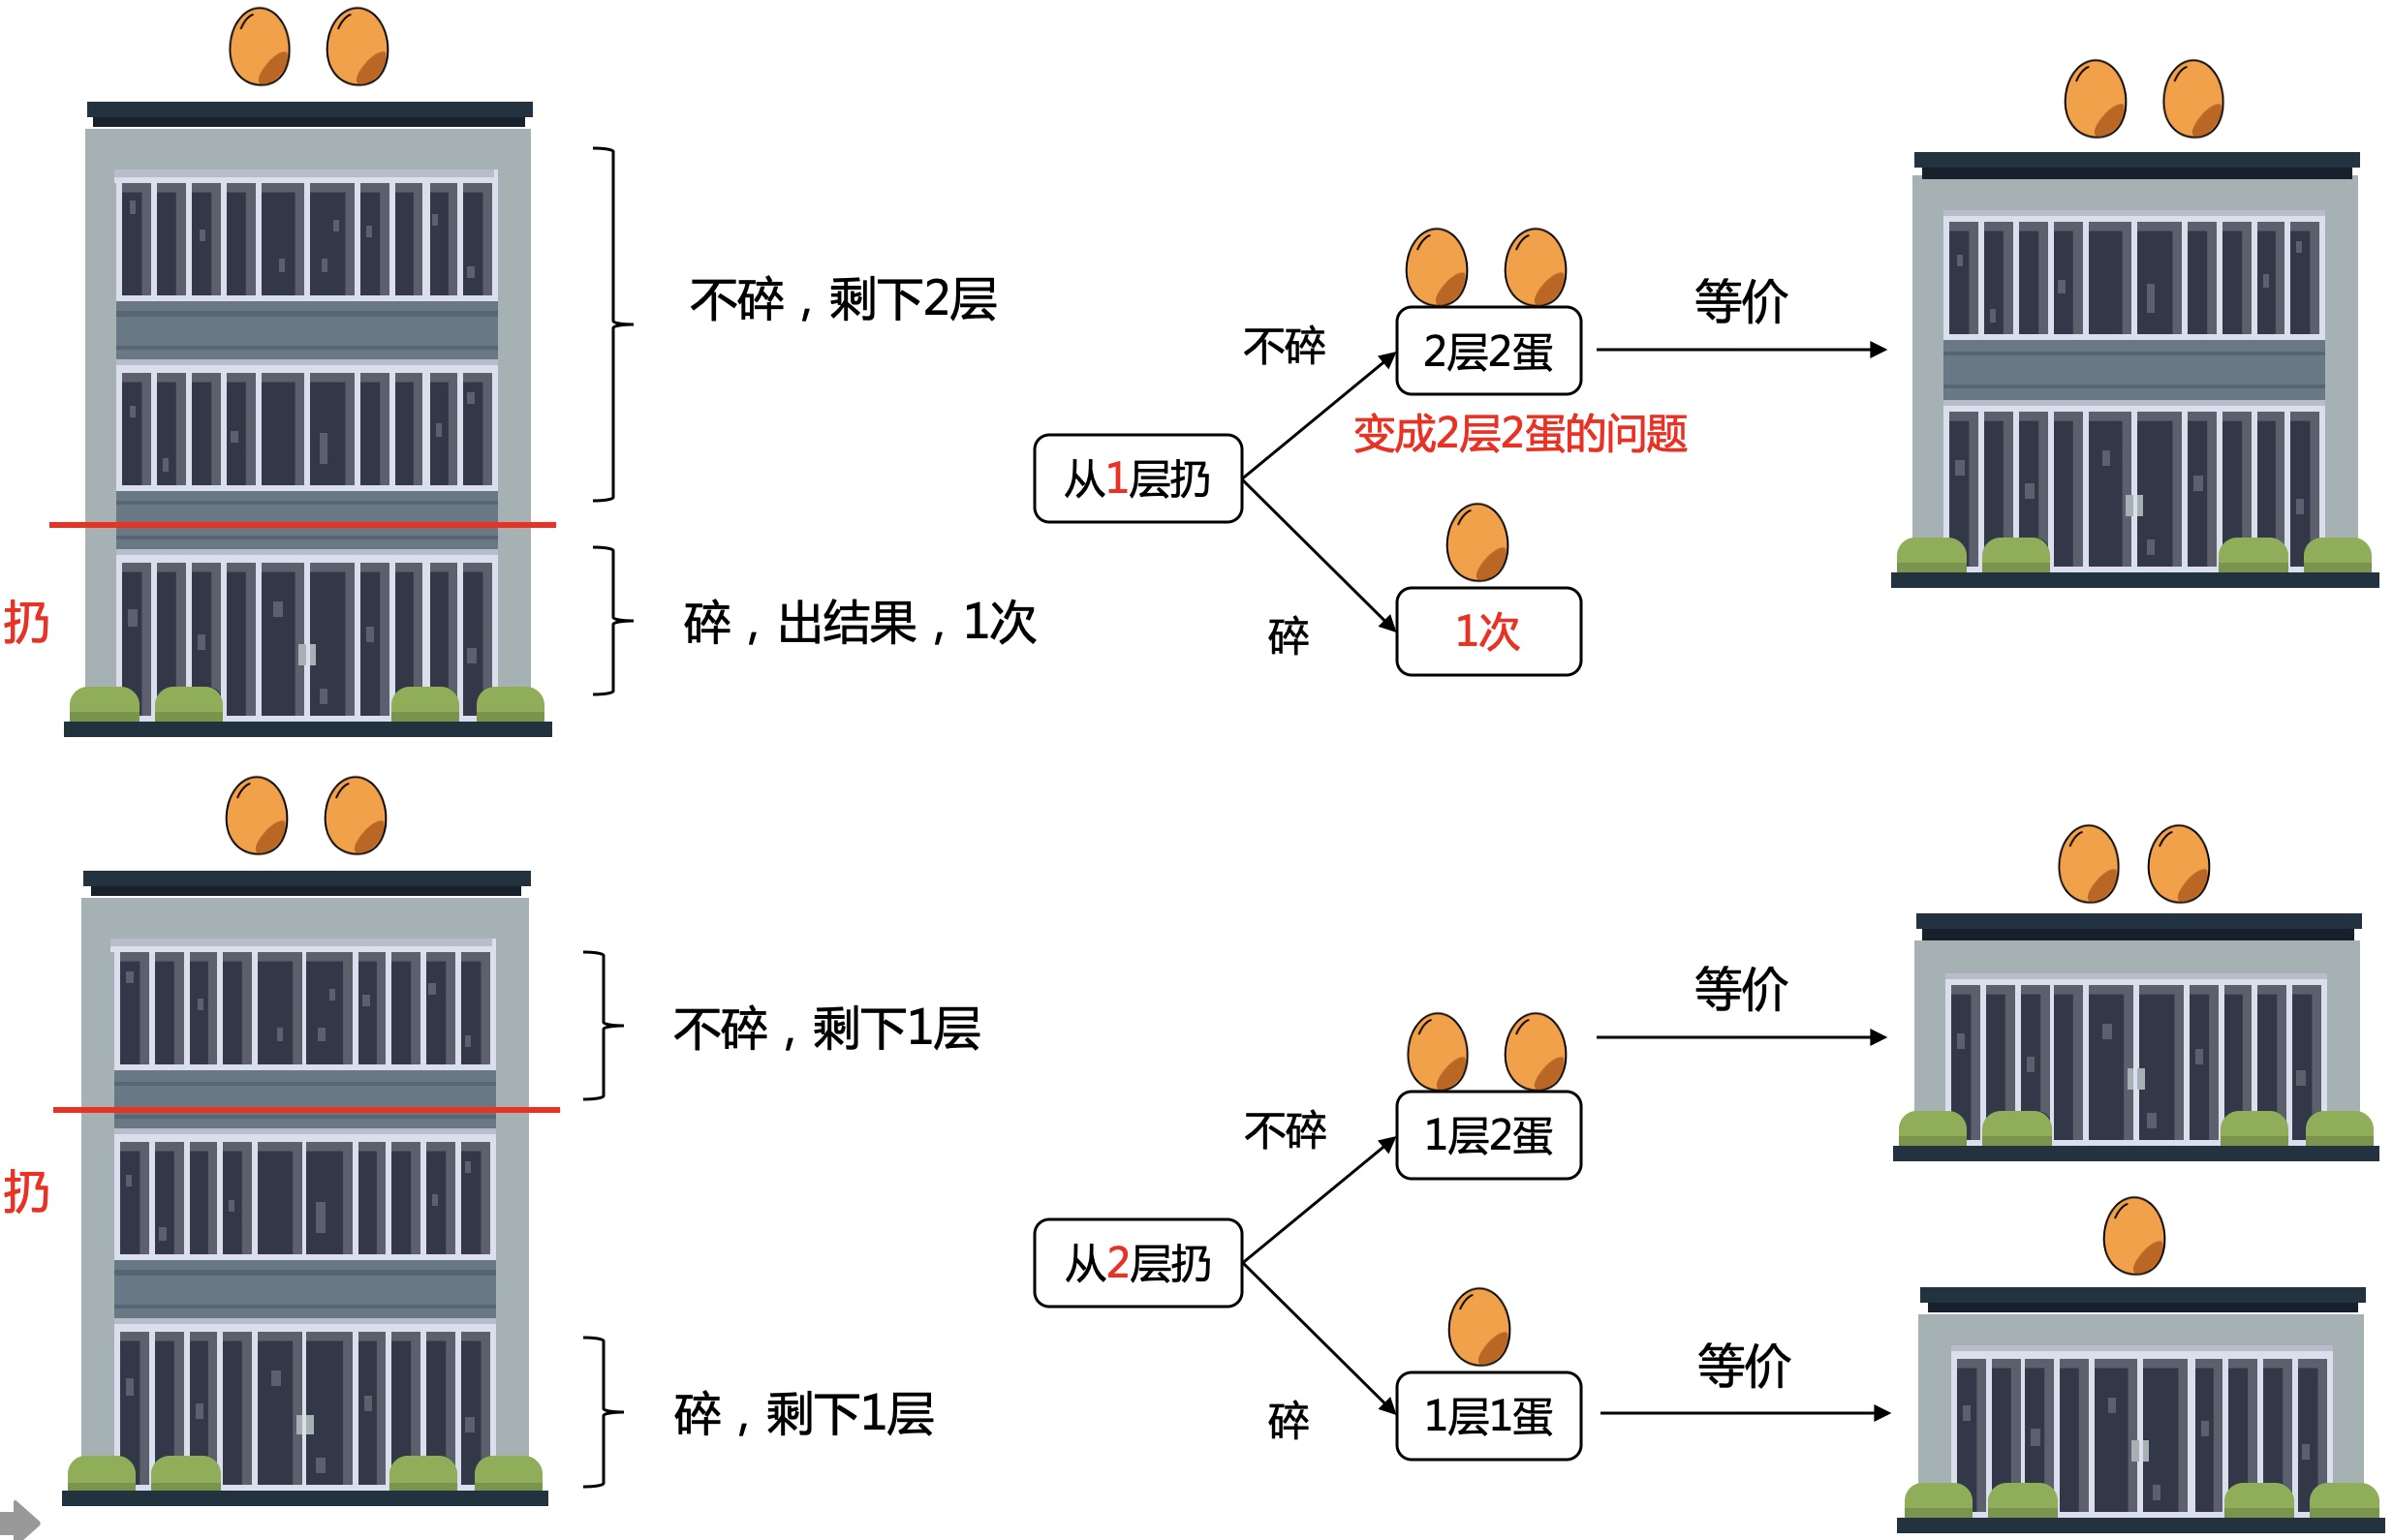 不碎，剩下2层
扔
碎，出结果，1次
不碎
2层2蛋
等价
变成2层2蛋的问题
从1层扔
碎
1次
不碎，剩下1层
扔
碎，剩下1层
不碎
1层2蛋
等价
从2层扔
碎
1层1蛋
等价